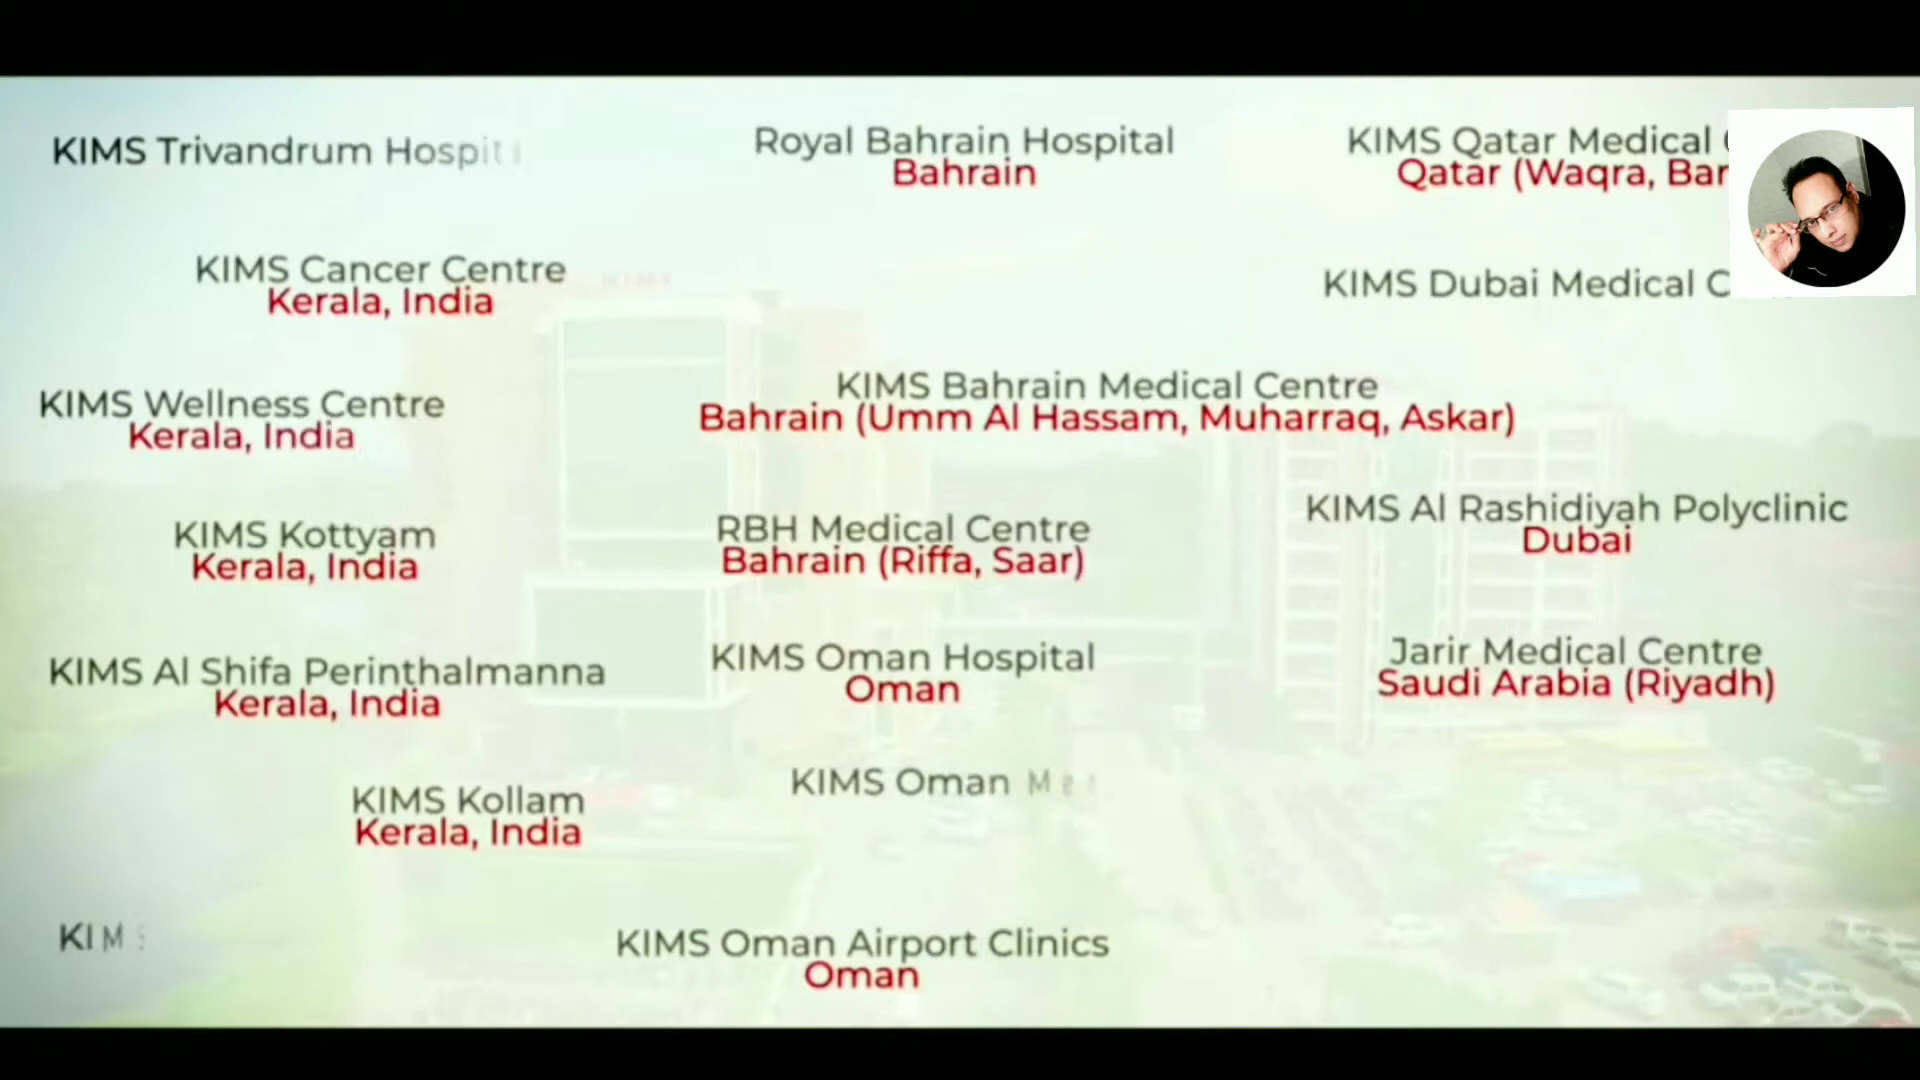 KIMS Trivandrum
KIMS Cancer Centre
Kerala, India
KIMS Wellness Centre
Kerala, India
KIMS Kottyam
Kerala, India
KIMS Al Shifa Perinthalmanna
Kerala, India
KIMS Kollam
Kerala, India
Royal Bahrain Hospital
Bahrain
KIMS Bahrain Medical Centre
Bahrain (Umm Al Hassam, Muharraq, Askar)
RBH Medical Centre
Bahrain (Riffa, Saar)
KIMS Oman Hospital
Oman
KIMS Oman
KIMS Oman Airport Clinics
Oman
KIMS Qatar Medical
Qatar (Waqra,
KIMS Dubai Medical
KIMS Al Rashidiyah Polyclinic
Dubai
Jarir Medical Centre
Saudi Arabia (Riyadh)